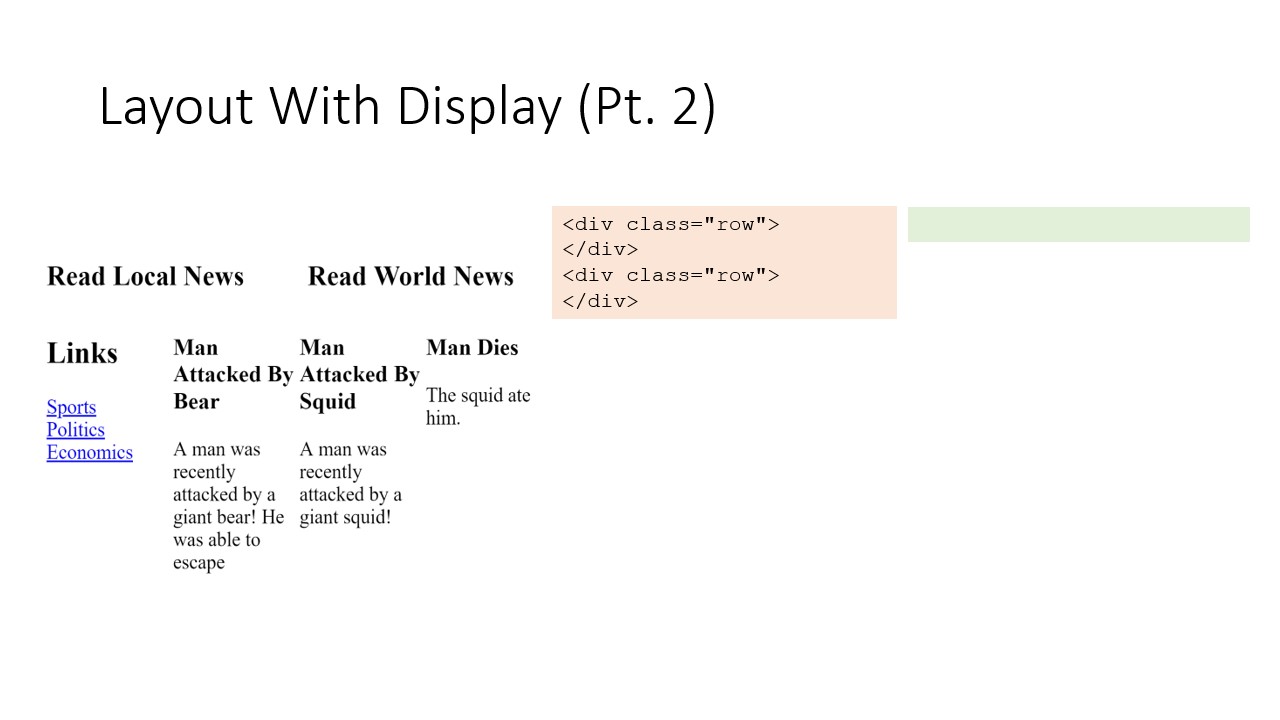 Layout With Display (Pt. 2)
Read Local News
Read World News
Links
Sports
Politics
Economics
Man
Attacked By
Bear
A man was
recently
attacked by a
giant bear! He
was able to
escape
Man
Attacked By
Squid
A man was
recently
attacked by a
giant squid!
Man Dies
The squid ate
him.
<div class="row">
</div>
<div class="row">
</div>